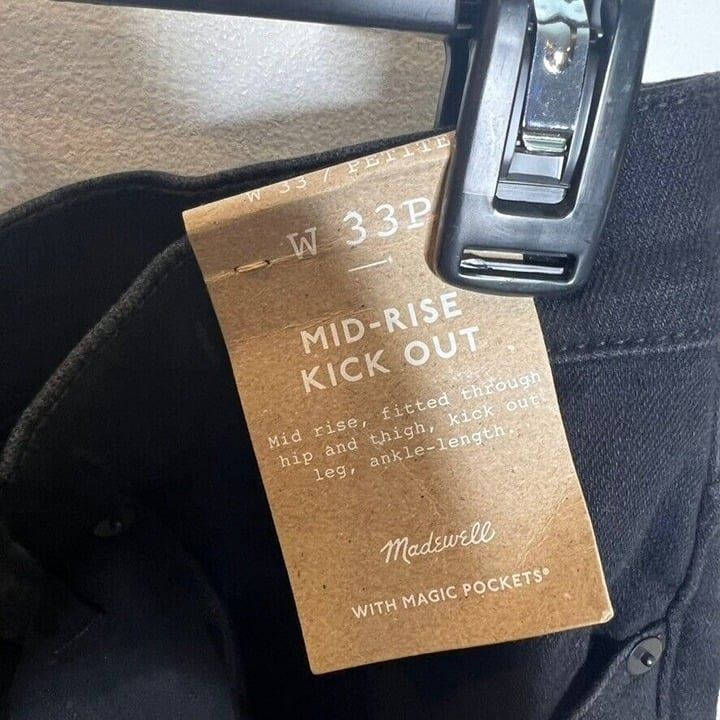 W 33 / PETITE
W 33P
MID-RISE
KICK OUT
Mid rise, fitted through
hip and thigh, kick out
leg, ankle-length.
Madewell
WITH MAGIC POCKETS®